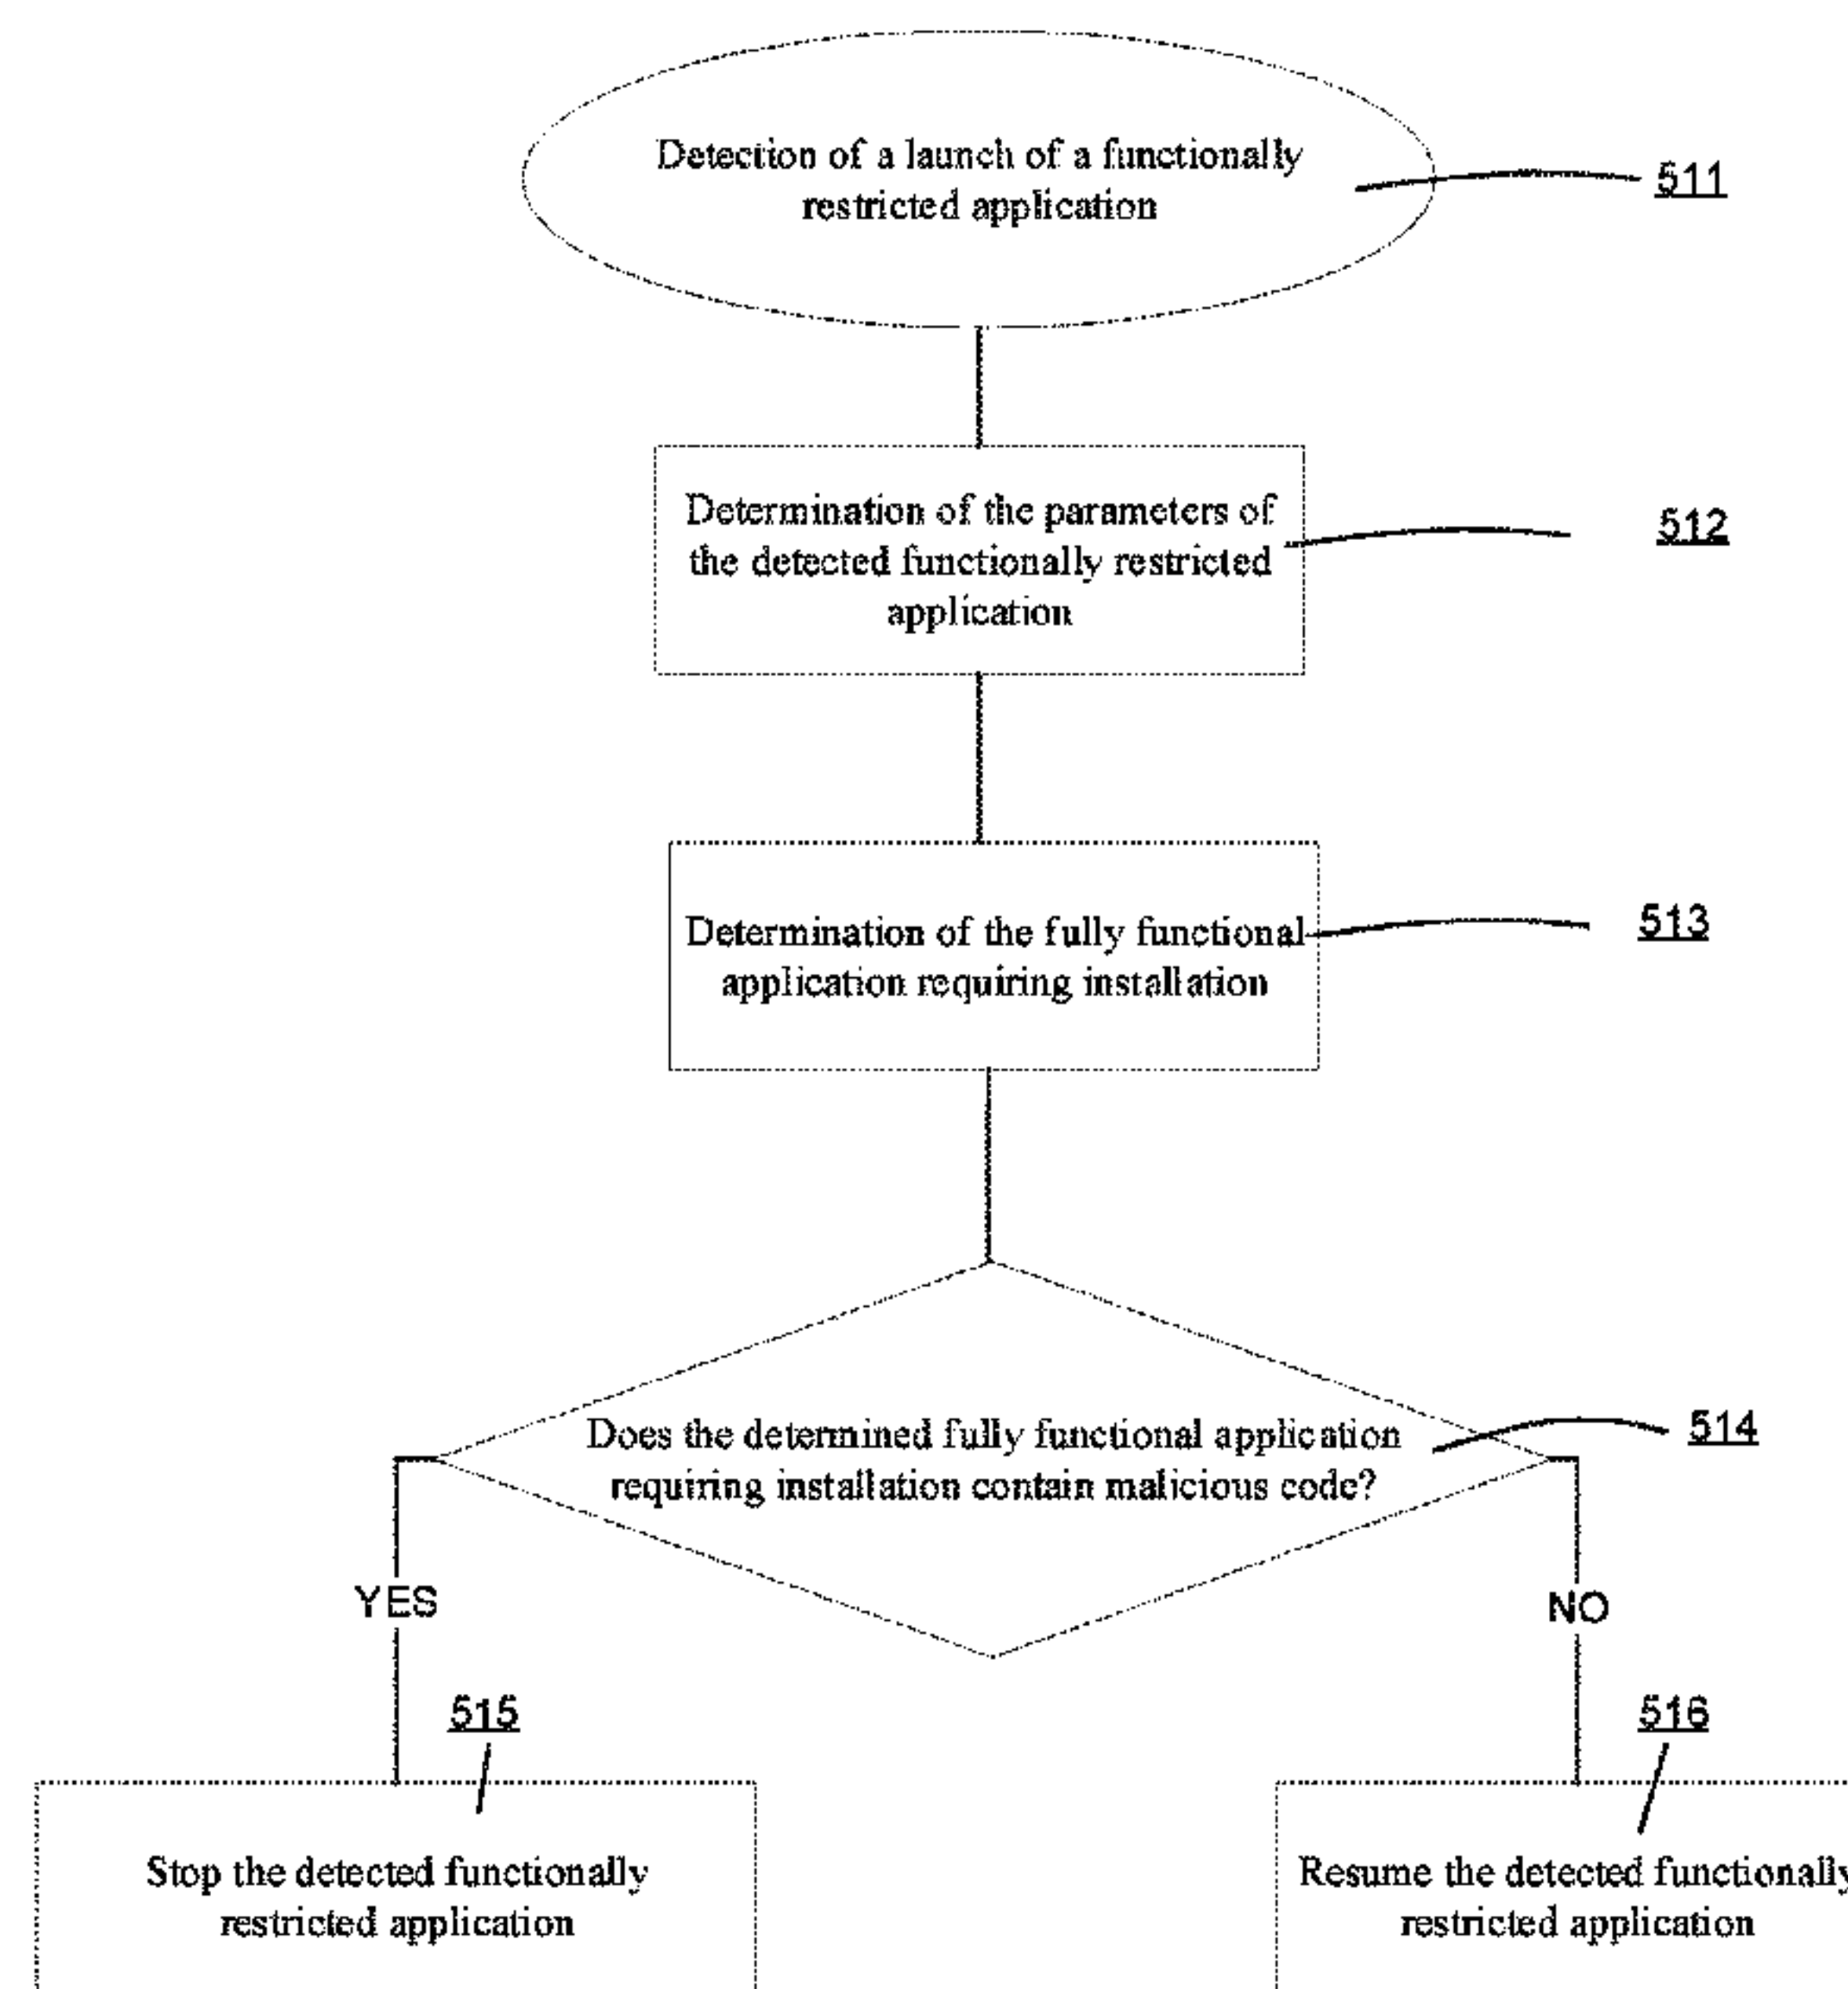 Detection of a launch of a functionally
restricted application
511
Determination of the parameters of
the detected functionally restricted
application
512
Determination of the fully functional
application requiring installation
513
Does the determined fully functional application
requiring installation contain malicious code?
514
YES
NO
515
516
Stop the detected functionally
restricted application
Resume the detected functionally
restricted application